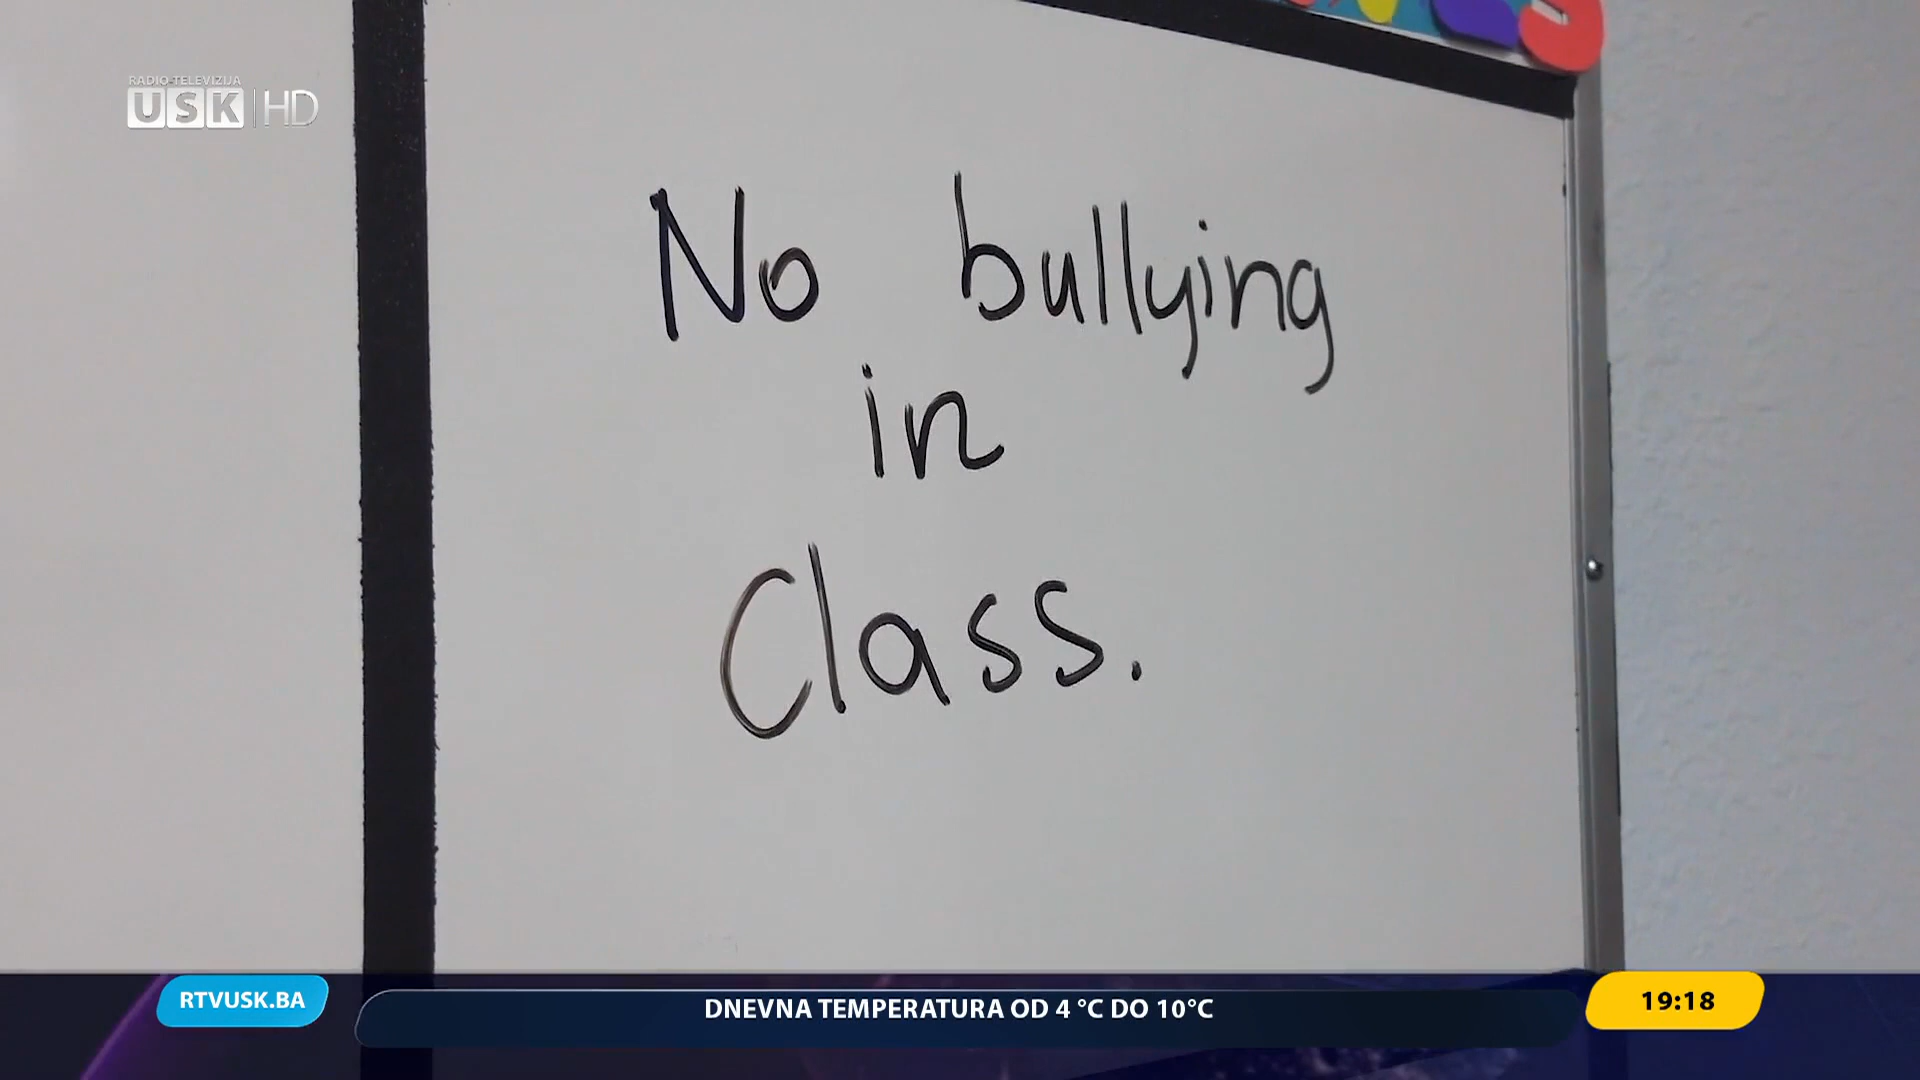 RADIO-TELEVIZIJA
USK HD
No bullying
in
Class.
RTVUSK.BA
DNEVNA TEMPERATURA OD 4 °C DO 10°C
19:18